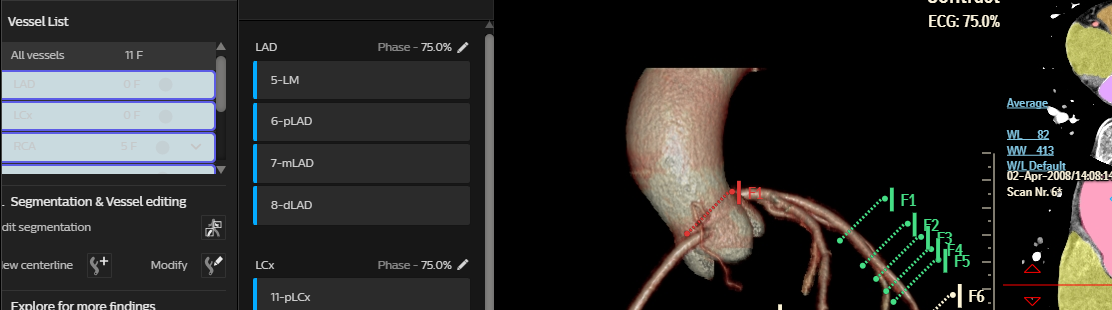 Vessel List
All vessels 11 F
LAD 0 F
LCx 0 F
RCA 5 F
Segmentation & Vessel editing
dit segmentation
ew centerline
Modify
Explore for more findings
LAD Phase - 75.0%
5-LM
6-pLAD
7-mLAD
8-dLAD
LCx Phase - 75.0%
11-pLCx
Contrast
ECG: 75.0%
F1
F1
F2
F3
F4
F5
F6
Average
WL 82
WW 413
W/L Default
02-Apr-2008/14:08:14
Scan Nr. 6